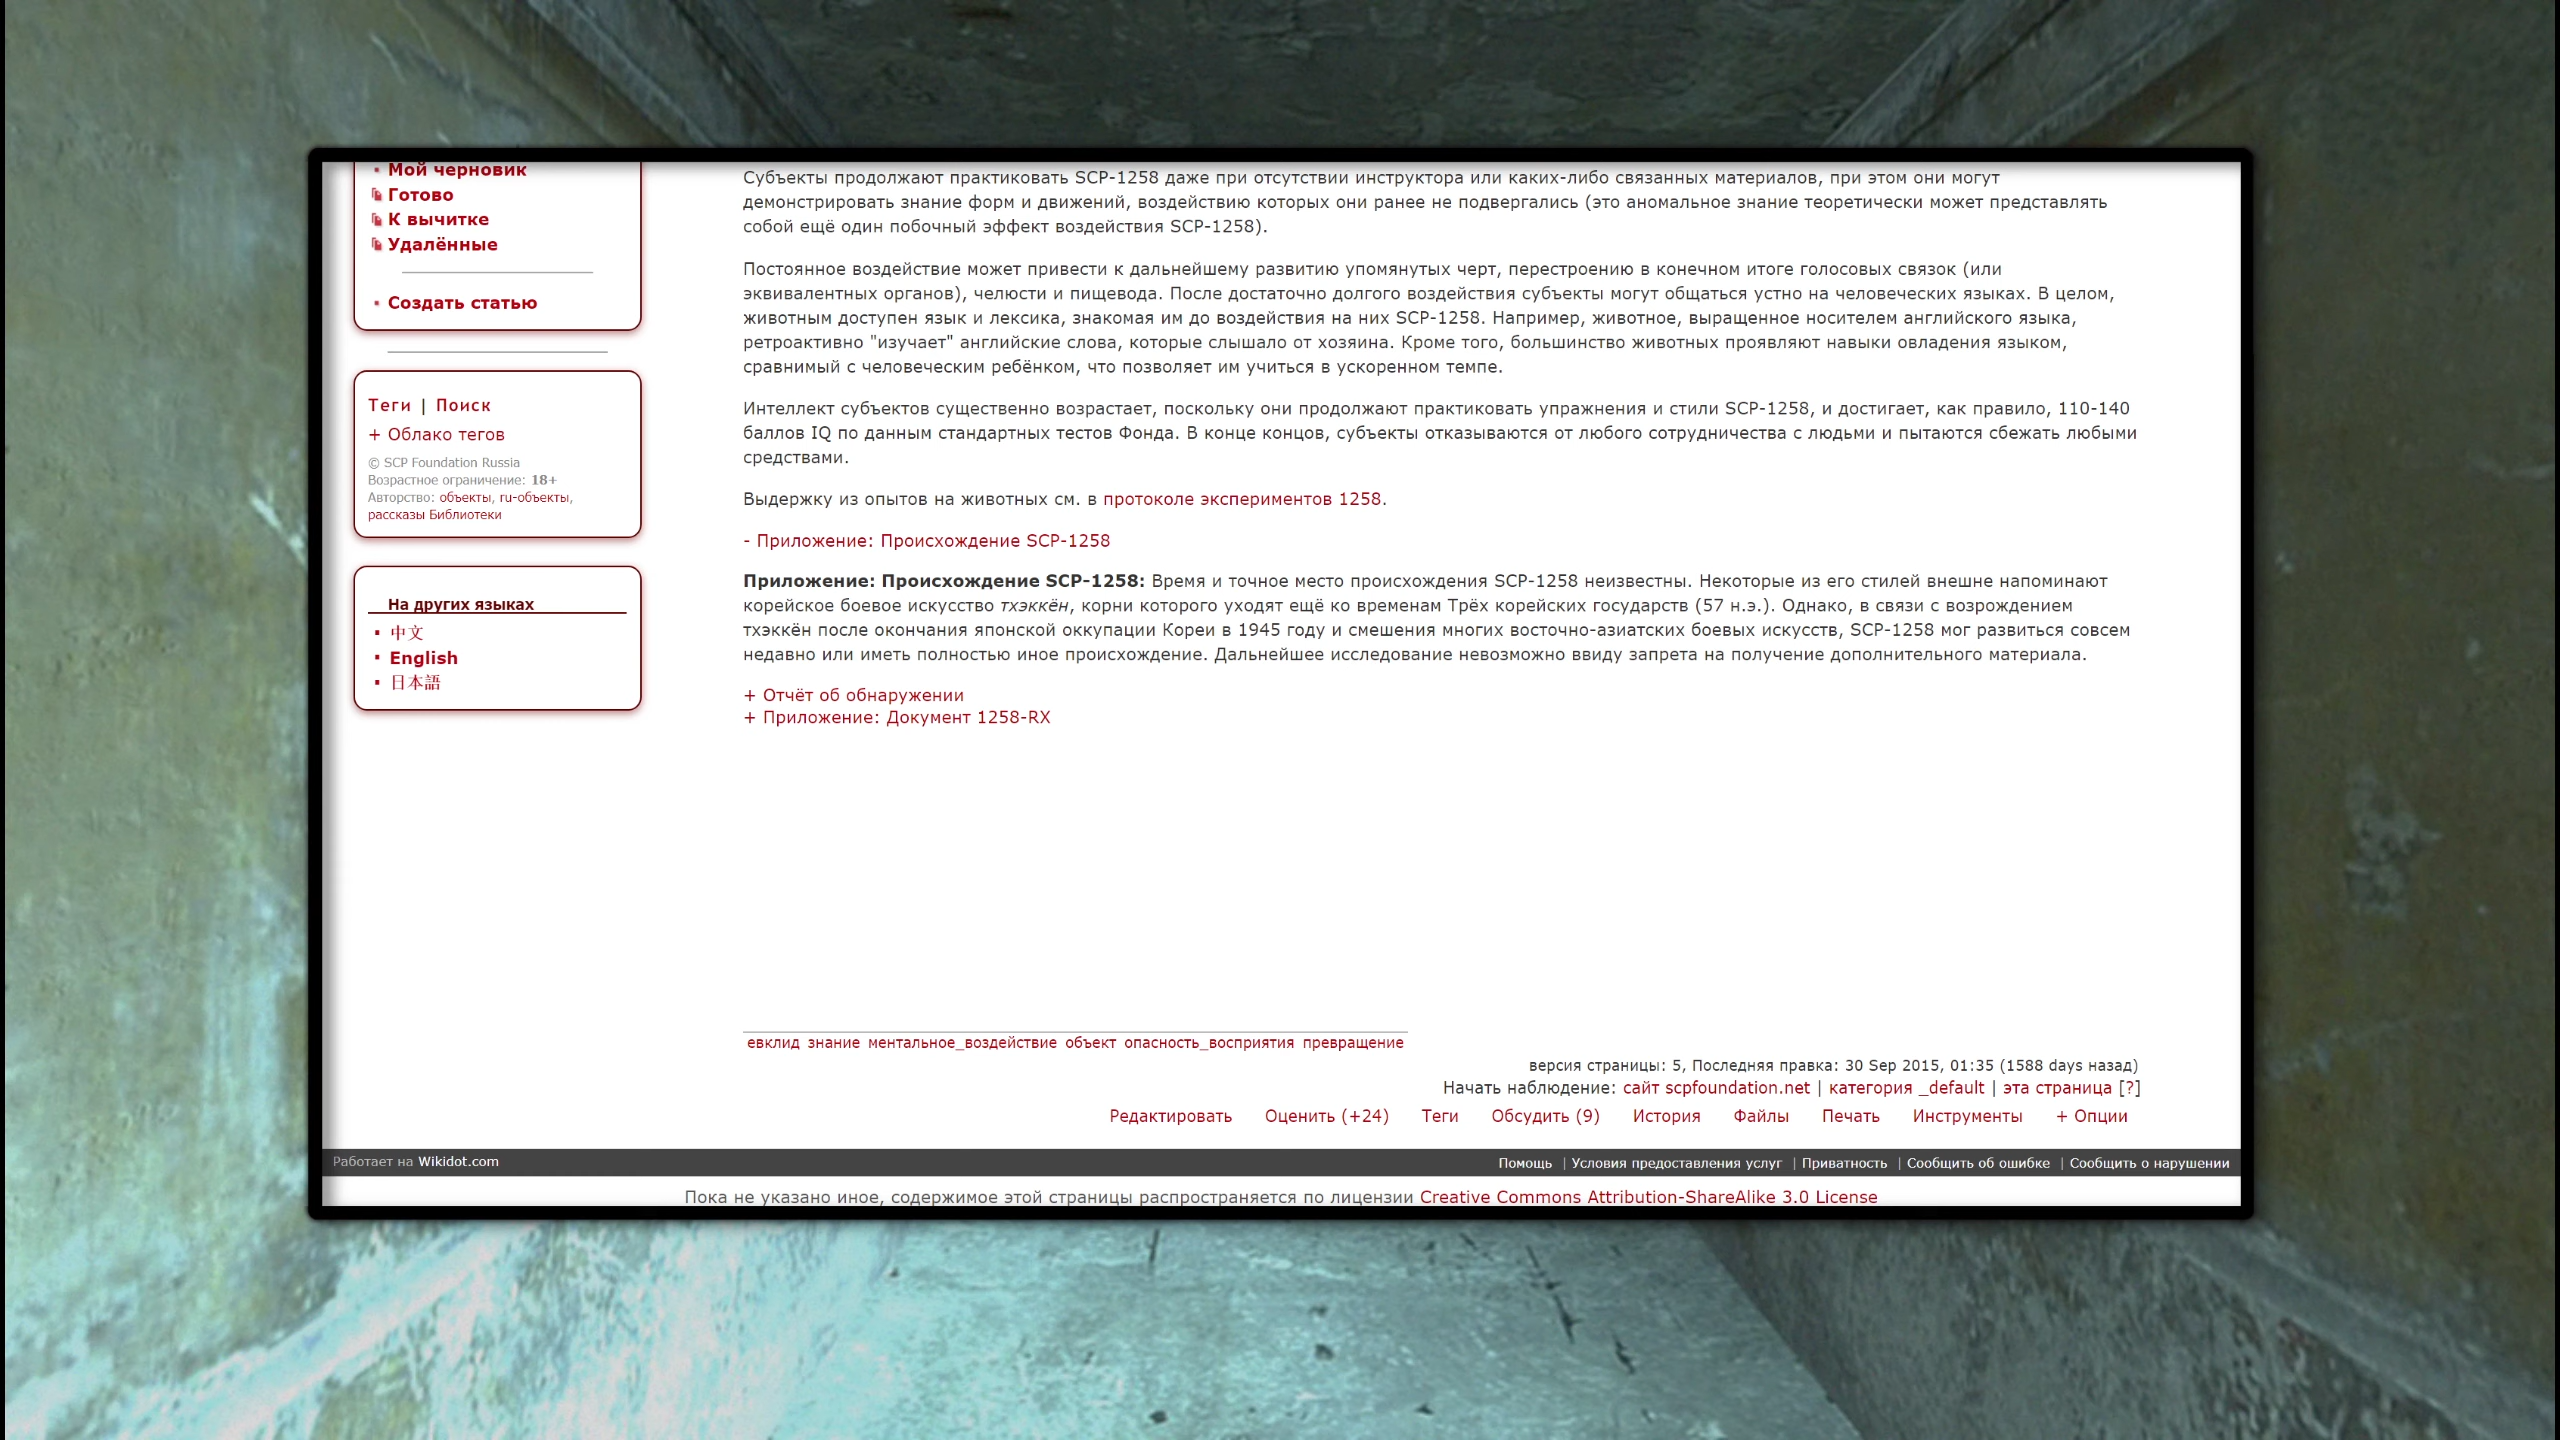 Мой черновик
Готово
К вычитке
Удалённые
Создать статью
Теги | Поиск
+ Облако тегов
© SCP Foundation Russia
Возрастное ограничение: 18+
Авторство: объекты, ru-объекты,
рассказы Библиотеки
На других языках
中文
English
日本語
Субъекты продолжают практиковать SCP-1258 даже при отсутствии инструктора или каких-либо связанных материалов, при этом они могут
демонстрировать знание форм и движений, воздействию которых они ранее не подвергались (это аномальное знание теоретически может представлять
собой ещё один побочный эффект воздействия SCP-1258).
Постоянное воздействие может привести к дальнейшему развитию упомянутых черт, перестроению в конечном итоге голосовых связок (или
эквивалентных органов), челюсти и пищевода. После достаточно долгого воздействия субъекты могут общаться устно на человеческих языках. В целом,
животным доступен язык и лексика, знакомая им до воздействия на них SCP-1258. Например, животное, выращенное носителем английского языка,
ретроактивно "изучает" английские слова, которые слышало от хозяина. Кроме того, большинство животных проявляют навыки овладения языком,
сравнимый с человеческим ребёнком, что позволяет им учиться в ускоренном темпе.
Интеллект субъектов существенно возрастает, поскольку они продолжают практиковать упражнения и стили SCP-1258, и достигает, как правило, 110-140
баллов IQ по данным стандартных тестов Фонда. В конце концов, субъекты отказываются от любого сотрудничества с людьми и пытаются сбежать любыми
средствами.
Выдержку из опытов на животных см. в протоколе экспериментов 1258.
- Приложение: Происхождение SCP-1258
Приложение: Происхождение SCP-1258: Время и точное место происхождения SCP-1258 неизвестны. Некоторые из его стилей внешне напоминают
корейское боевое искусство тхэккён, корни которого уходят ещё ко временам Трёх корейских государств (57 н.э.). Однако, в связи с возрождением
тхэккён после окончания японской оккупации Кореи в 1945 году и смешения многих восточно-азиатских боевых искусств, SCP-1258 мог развиться совсем
недавно или иметь полностью иное происхождение. Дальнейшее исследование невозможно ввиду запрета на получение дополнительного материала.
+ Отчёт об обнаружении
+ Приложение: Документ 1258-RX
евклид знание ментальное_воздействие объект опасность_восприятия превращение
версия страницы: 5, Последняя правка: 30 Sep 2015, 01:35 (1588 days назад)
Начать наблюдение: сайт scpfoundation.net | категория _default | эта страница [?]
Редактировать Оценить (+24) Теги Обсудить (9) История Файлы Печать Инструменты + Опции
Работает на Wikidot.com
Помощь | Условия предоставления услуг | Приватность | Сообщить об ошибке | Сообщить о нарушении
Пока не указано иное, содержимое этой страницы распространяется по лицензии Creative Commons Attribution-ShareAlike 3.0 License